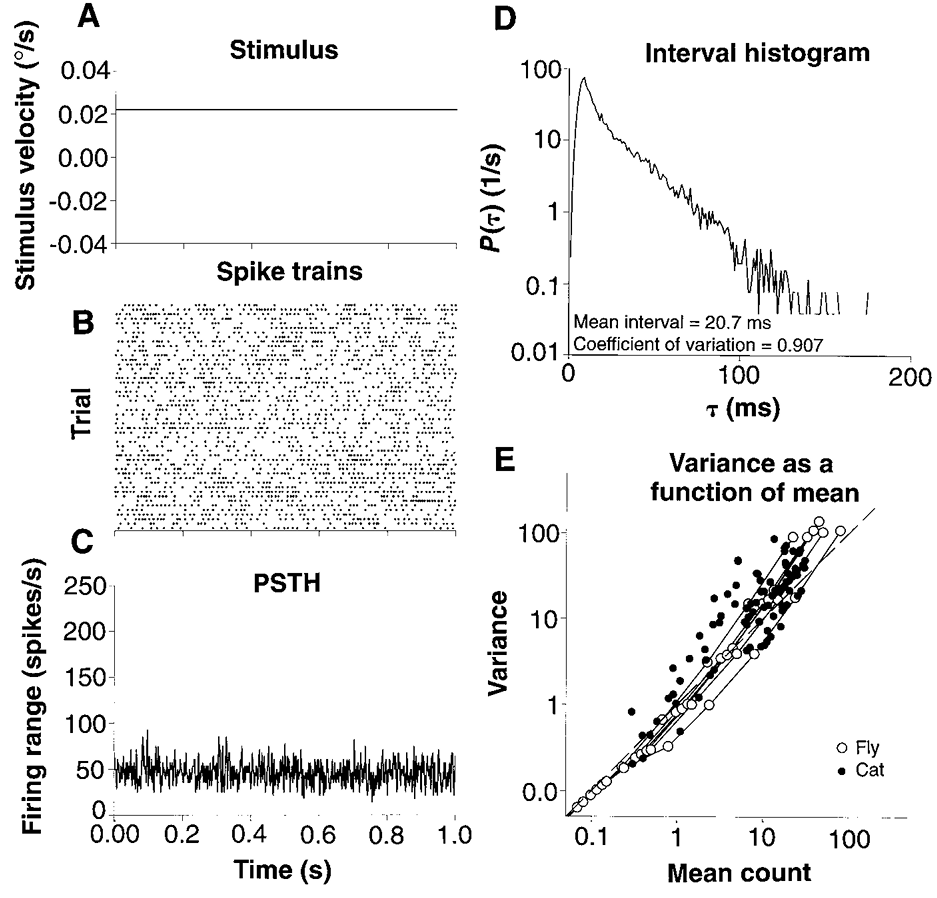 A
Stimulus
Stimulus velocity (°/s)
0.04
0.02
0.00
-0.02
-0.04
Spike trains
B
Trial
C
PSTH
Firing range (spikes/s)
250
200
150
100
50
0
0.00 0.2 0.4 0.6 0.8 1.0
Time (s)
D
Interval histogram
P(τ) (1/s)
100
10
1
0.1
0.01
Mean interval = 20.7 ms
Coefficient of variation = 0.907
0 100 200
τ (ms)
E
Variance as a
function of mean
Variance
100
10
1
0.0
Fly
Cat
0.1 1 10 100
Mean count